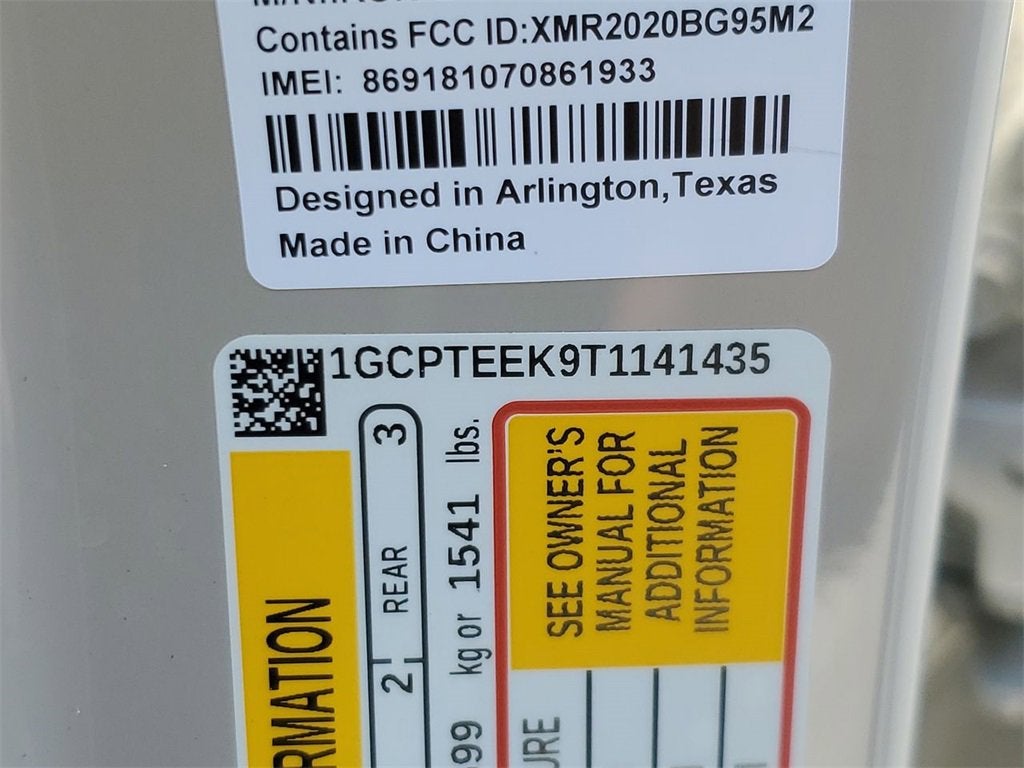 Contains FCC ID:XMR2020BG95M2
IMEI: 869181070861933
Designed in Arlington,Texas
Made in China
1GCPTEEK9T1141435
REAR 3
2
kg or 1541 lbs.
SEE OWNER'S
MANUAL FOR
ADDITIONAL
INFORMATION